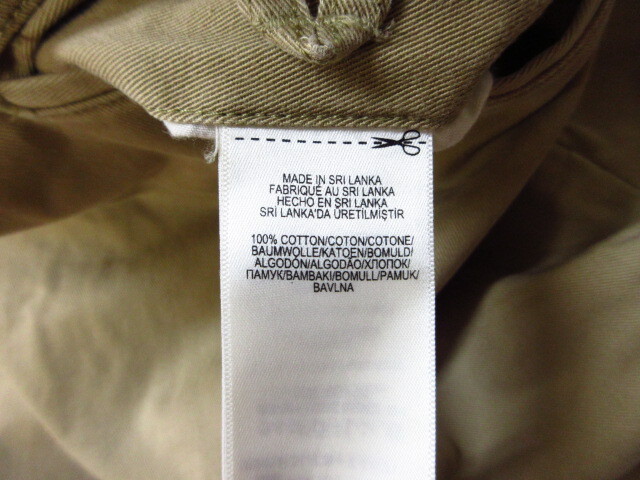 MADE IN SRI LANKA
FABRIQUÉ AU SRI LANKA
HECHO EN SRI LANKA
SRİ LANKA'DA ÜRETİLMİŞTİR
100% COTTON/COTON/COTONE/
BAUMWOLLE/KATOEN/BOMULD/
ALGODÓN/ALGODÃO/ХЛОПОК/
ПАМУК/BAMBAKI/BOMULL/PAMUK/
BAVLNA